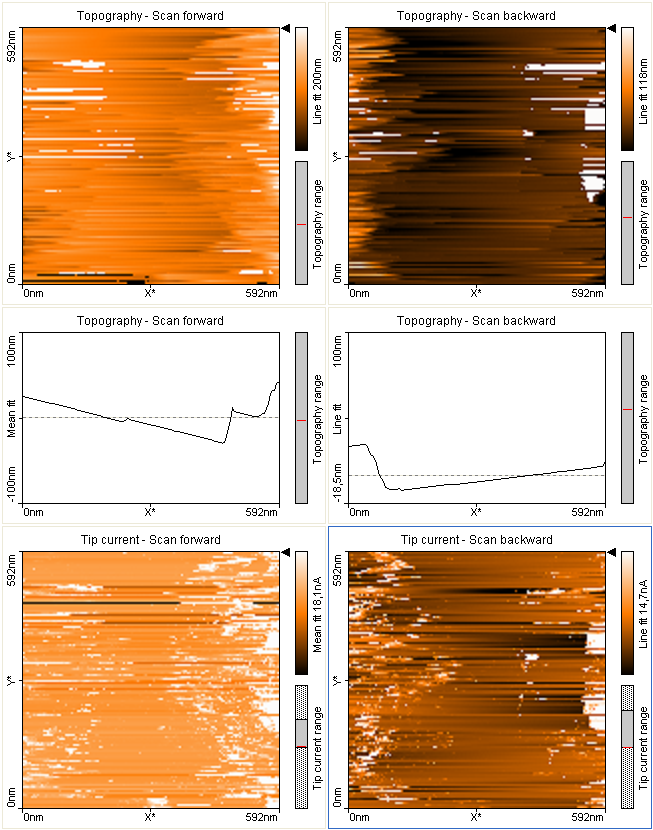 Topography - Scan forward
592nm
Y*
0nm
0nm
X*
592nm
Line fit 200nm
Topography range
Topography - Scan backward
592nm
Y*
0nm
0nm
X*
592nm
Line fit 118nm
Topography range
Topography - Scan forward
100nm
Mean fit
-100nm
0nm
X*
592nm
Topography range
Topography - Scan backward
100nm
Line fit
-18,5nm
0nm
X*
592nm
Topography range
Tip current - Scan forward
592nm
Y*
0nm
0nm
X*
592nm
Mean fit 18,1nA
Tip current range
Tip current - Scan backward
592nm
Y*
0nm
0nm
X*
592nm
Line fit 14,7nA
Tip current range